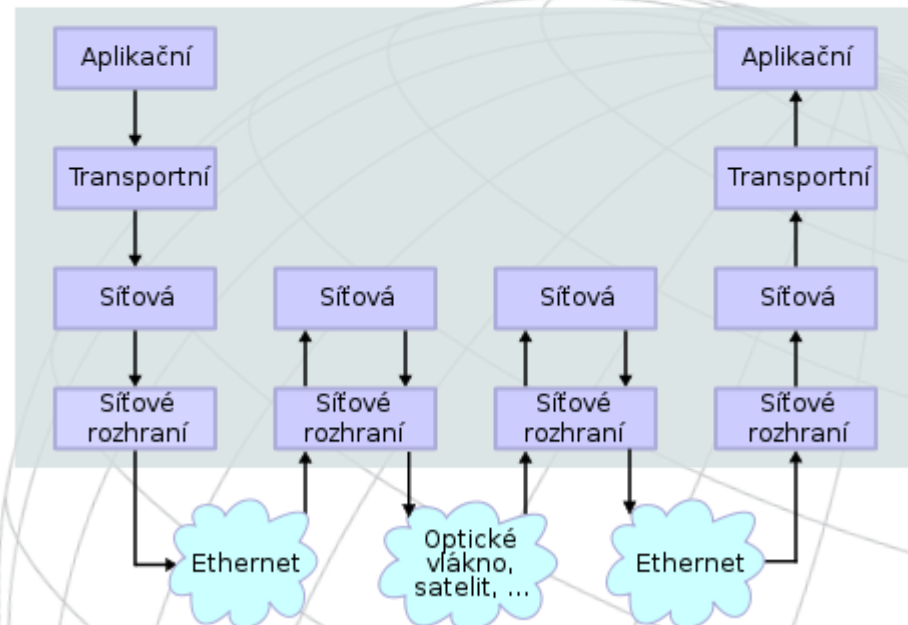 Aplikační
Aplikační
Transportní
Transportní
Síťová
Síťová
Síťová
Síťová
Síťové
rozhraní
Síťové
rozhraní
Síťové
rozhraní
Síťové
rozhraní
Ethernet
Optické
vlákno,
satelit, ...
Ethernet